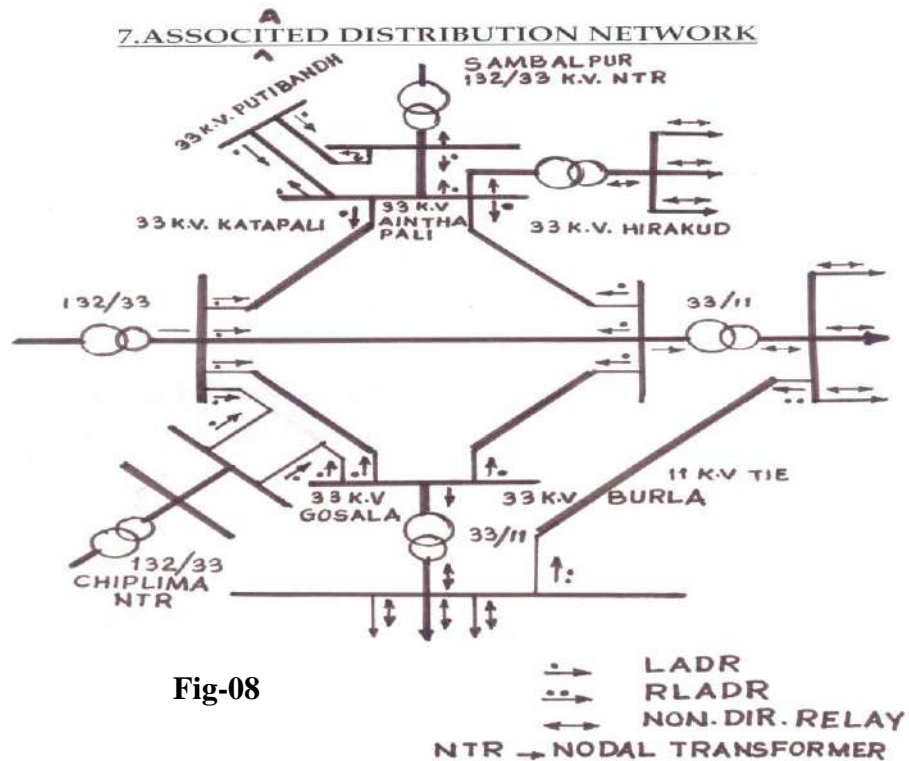 7.ASSOCITED DISTRIBUTION NETWORK
SAMBALPUR
132/33 K.V. NTR
33 K.V. PUTIBANDH
33 K.V. KATAPALI
33 K.V
AINTHA
PALI
33 K.V. HIRAKUD
132/33
33/11
33 K.V
GOSALA
33 K.V BURLA
11 K.V TIE
33/11
132/33
CHIPLIMA
NTR
Fig-08
LADR
RLADR
NON. DIR. RELAY
NTR → NODAL TRANSFORMER